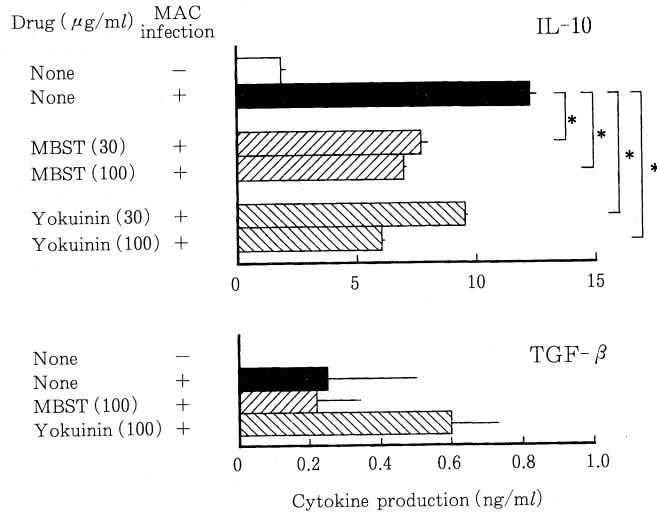 Drug (μg/ml) MAC infection
IL-10
None −
None +
MBST (30) +
MBST (100) +
Yokuinin (30) +
Yokuinin (100) +
* * * *
0 5 10 15
TGF-β
None −
None +
MBST (100) +
Yokuinin (100) +
0 0.2 0.4 0.6 0.8 1.0
Cytokine production (ng/ml)